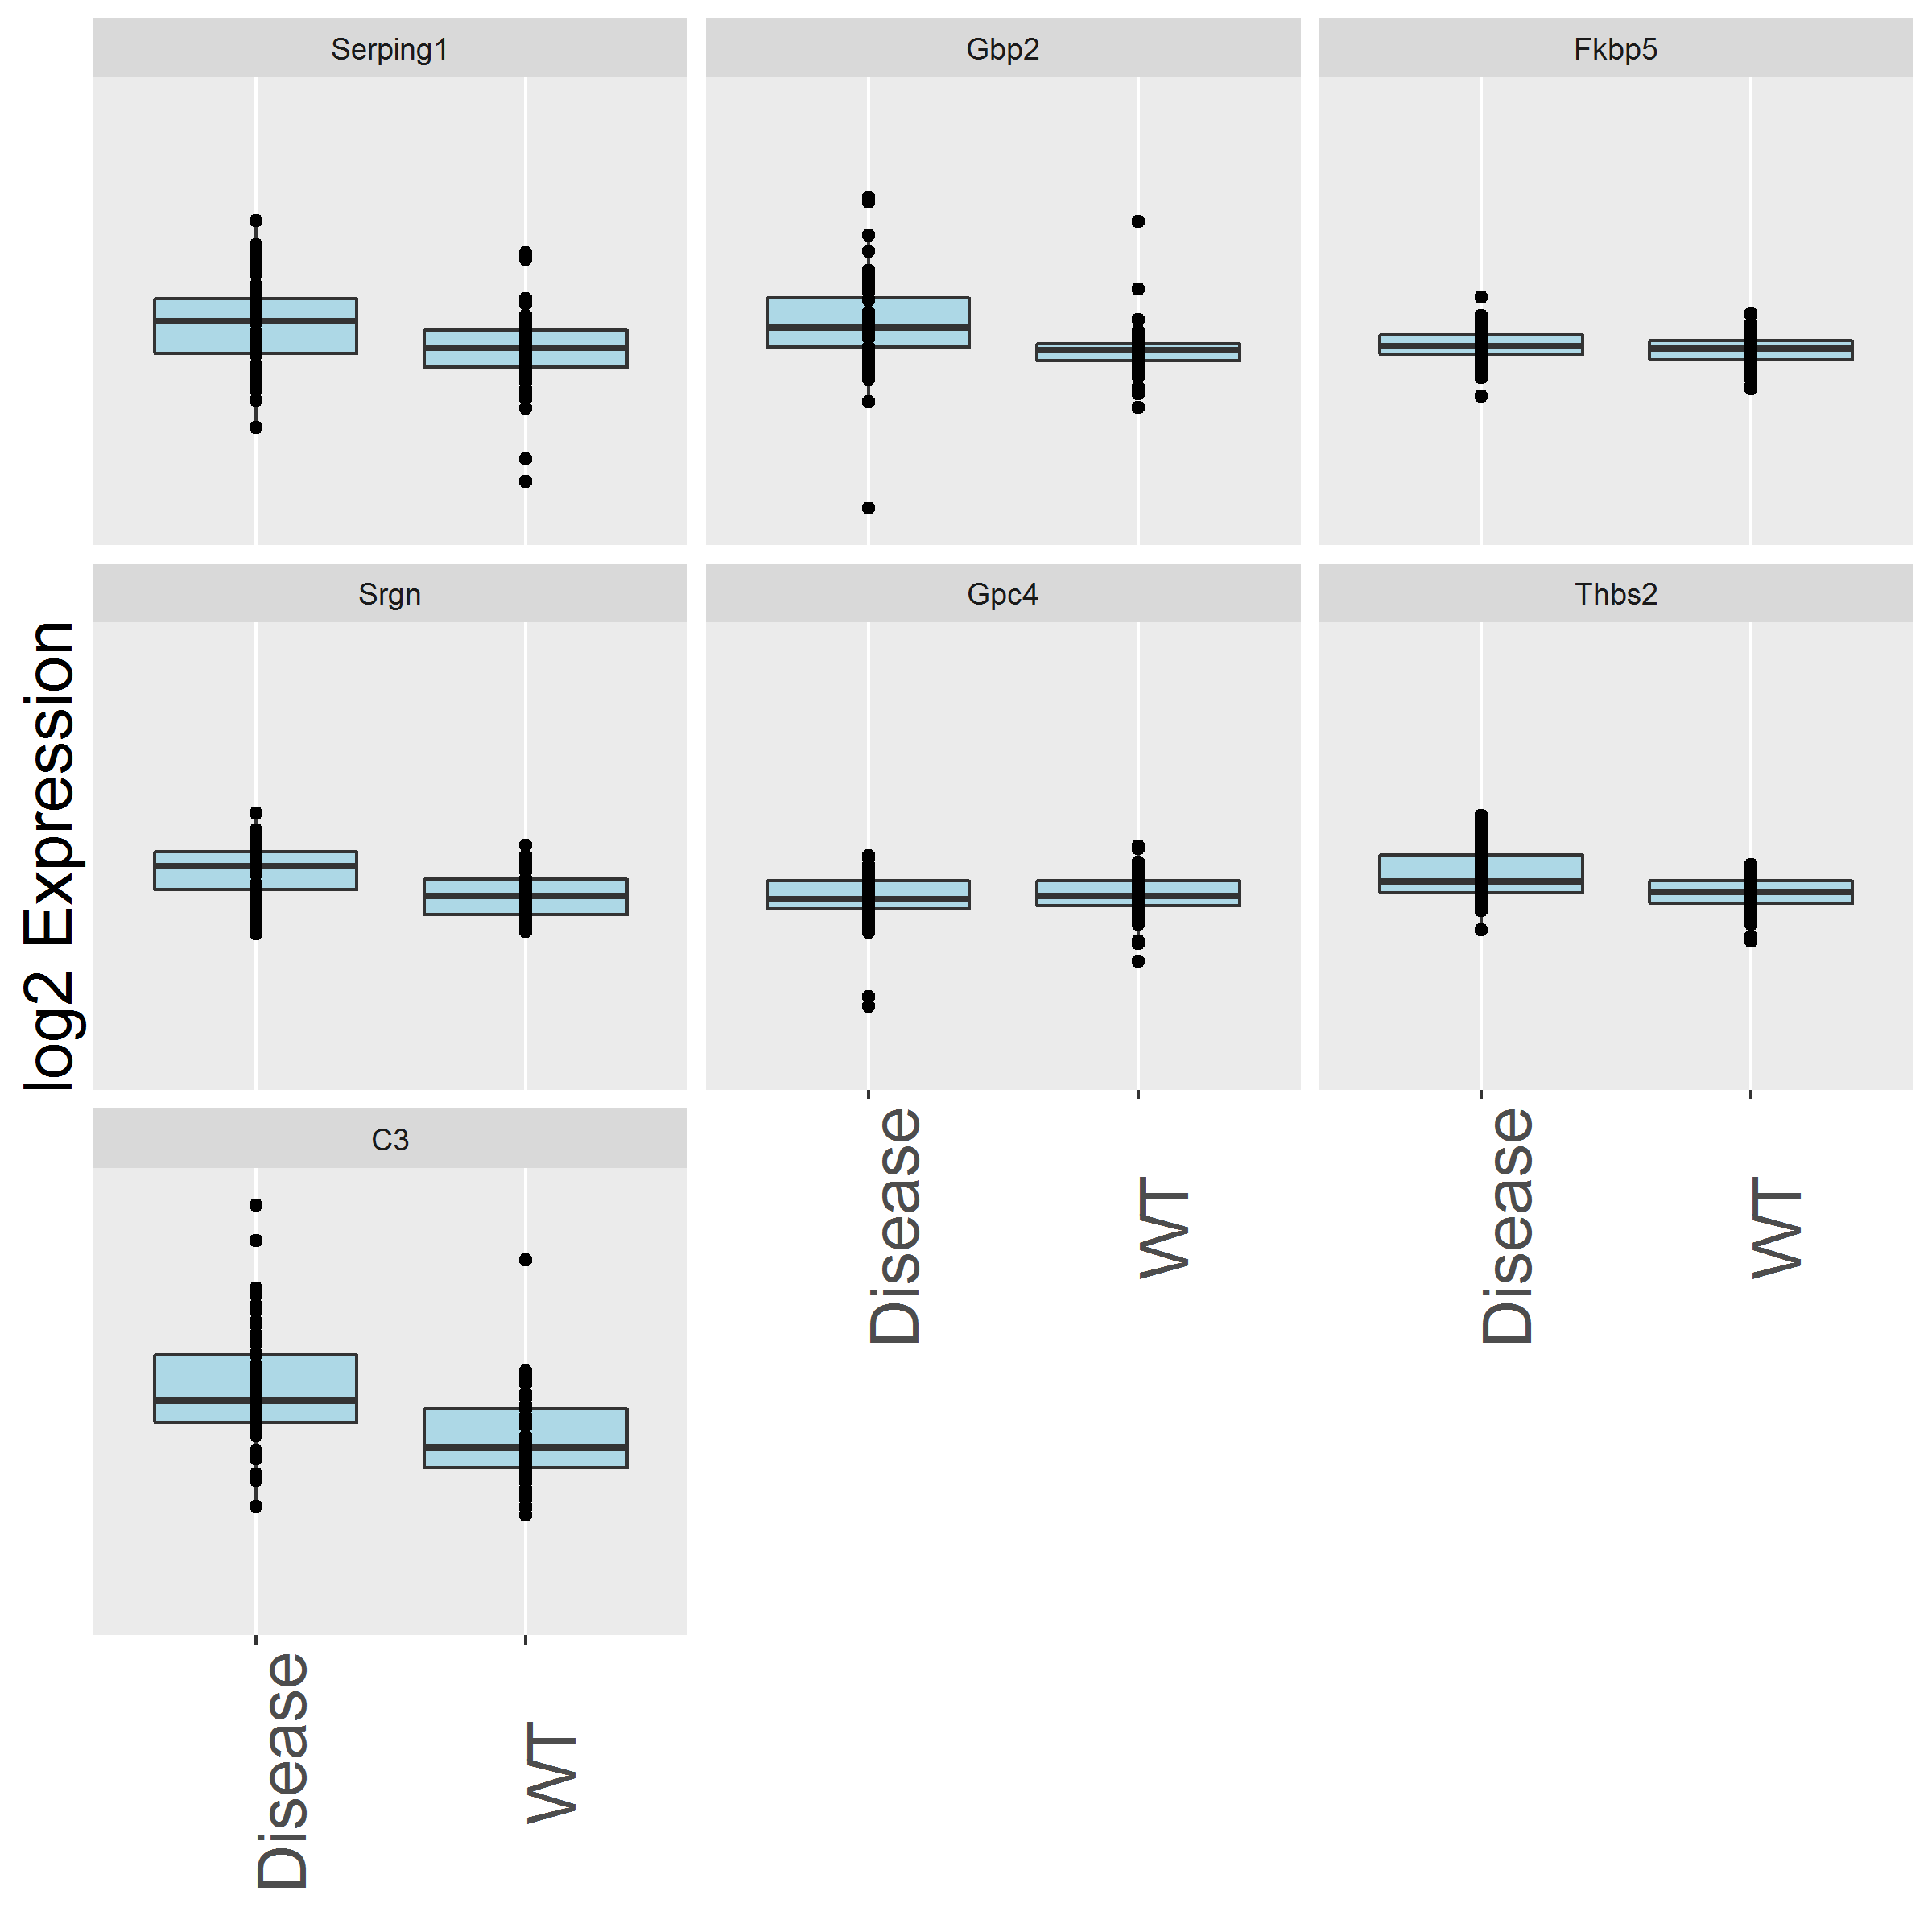 Serping1
Gbp2
Fkbp5
log2 Expression
Srgn
Gpc4
Thbs2
C3
Disease
WT
Disease
WT
Disease
WT